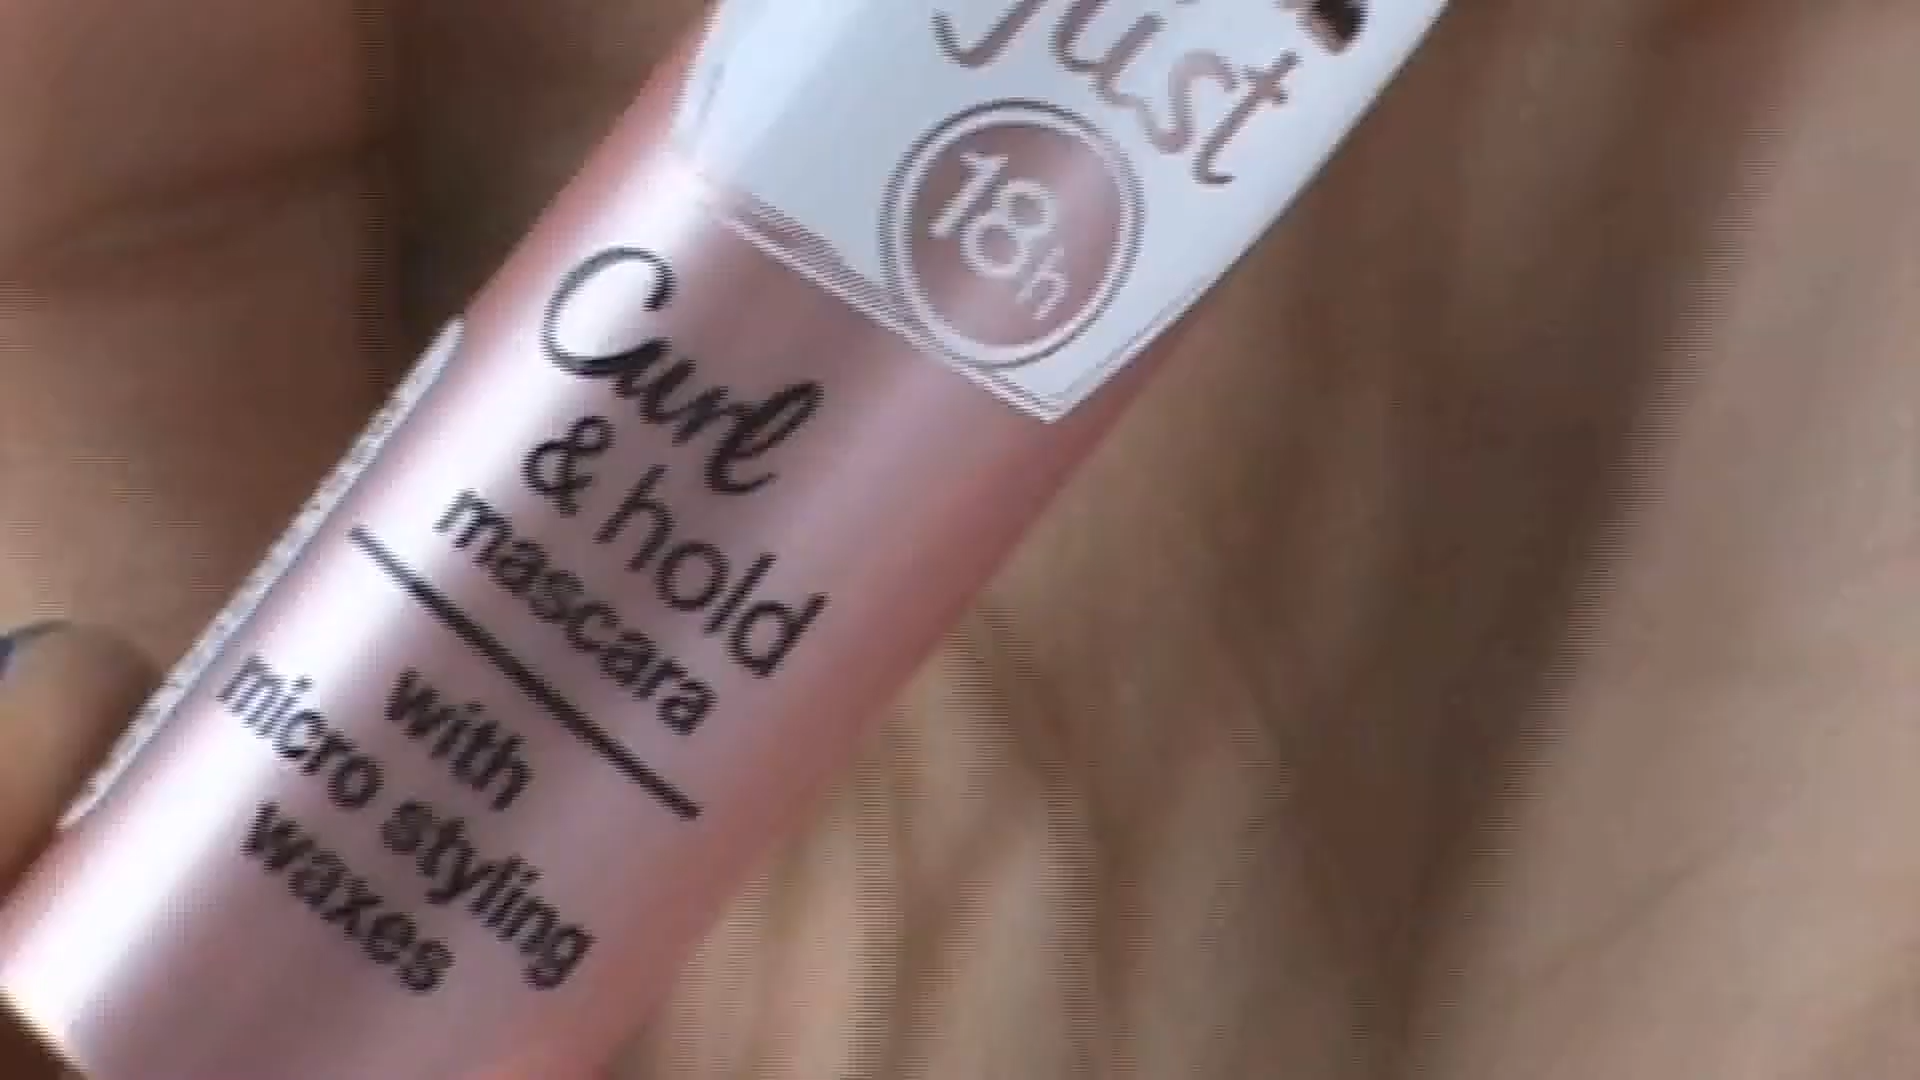 Just
18h
Curl
& hold
mascara
with
micro styling
waxes